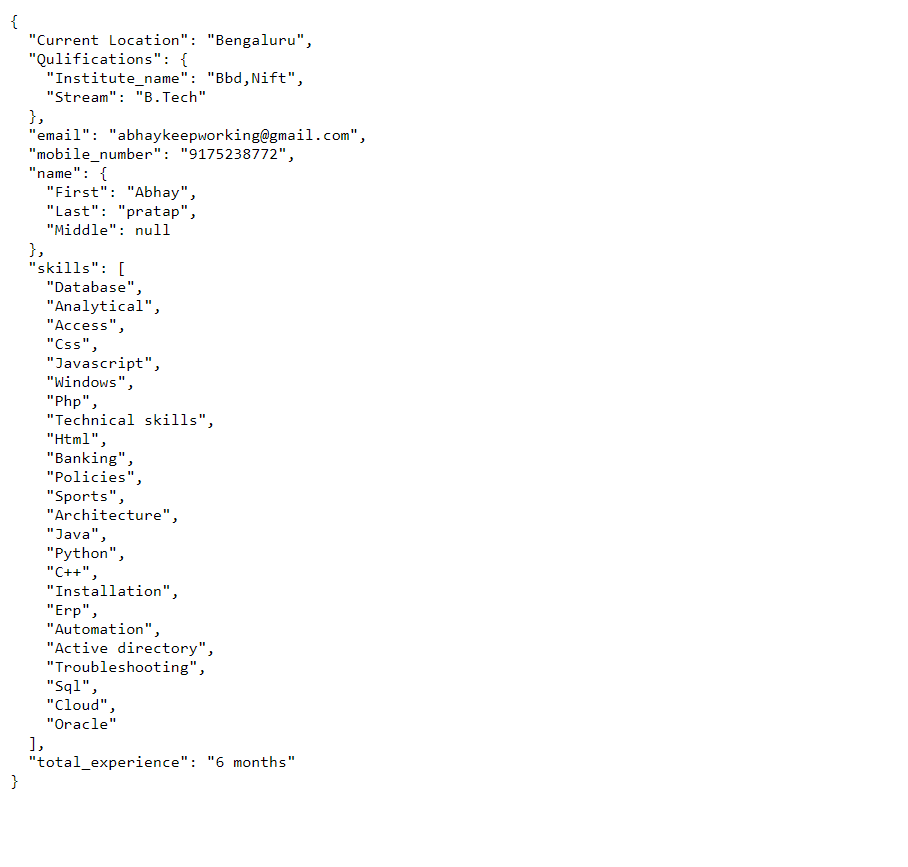 {
  "Current Location": "Bengaluru",
  "Qulifications": {
    "Institute_name": "Bbd,Nift",
    "Stream": "B.Tech"
  },
  "email": "abhaykeepworking@gmail.com",
  "mobile_number": "9175238772",
  "name": {
    "First": "Abhay",
    "Last": "pratap",
    "Middle": null
  },
  "skills": [
    "Database",
    "Analytical",
    "Access",
    "Css",
    "Javascript",
    "Windows",
    "Php",
    "Technical skills",
    "Html",
    "Banking",
    "Policies",
    "Sports",
    "Architecture",
    "Java",
    "Python",
    "C++",
    "Installation",
    "Erp",
    "Automation",
    "Active directory",
    "Troubleshooting",
    "Sql",
    "Cloud",
    "Oracle"
  ],
  "total_experience": "6 months"
}